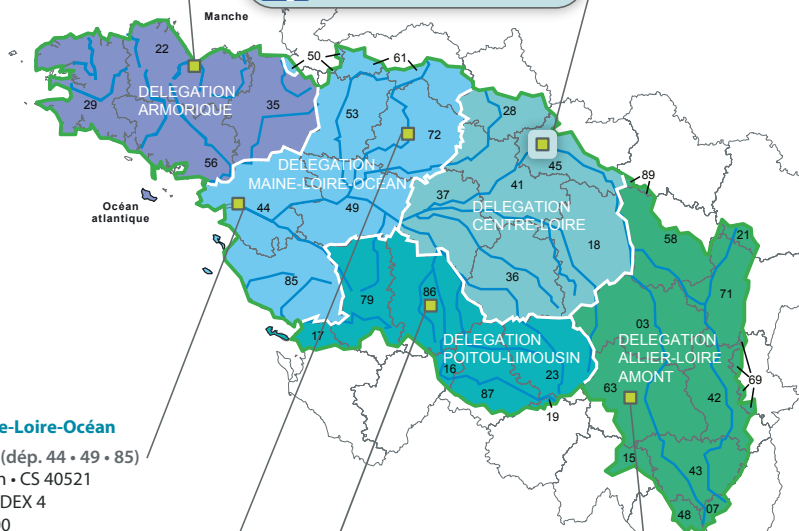 Manche
50
61
22
DELEGATION
ARMORIQUE
29
35
53
72
28
45
56
DELEGATION
MAINE-LOIRE-OCÉAN
89
41
37
Océan
atlantique
44
49
DELEGATION
CENTRE-LOIRE
18
58
21
85
79
86
36
71
17
03
DELEGATION
POITOU-LIMOUSIN
DELEGATION
ALLIER-LOIRE
AMONT
16
23
87
63
69
42
19
e-Loire-Océan
(dép. 44 • 49 • 85)
n • CS 40521
DEX 4
0
15
43
48
07